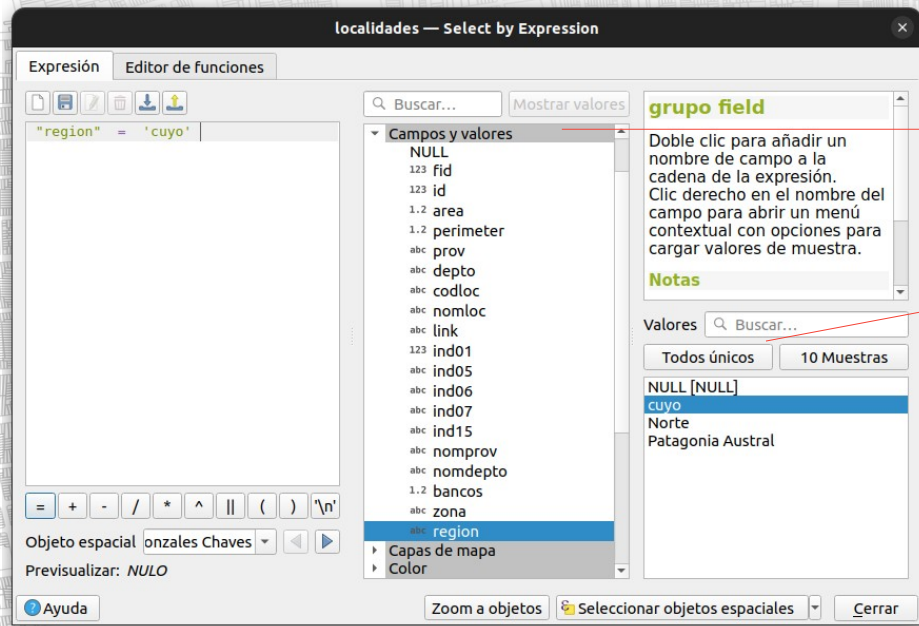 localidades — Select by Expression
Expresión
Editor de funciones
"region" = 'cuyo'
= + - / * ^ || ( ) '\n'
Objeto espacial onzales Chaves
Previsualizar: NULO
Buscar...
Mostrar valores
Campos y valores
NULL
123 fid
123 id
1.2 area
1.2 perimeter
abc prov
abc depto
abc codloc
abc nomloc
abc link
123 ind01
abc ind05
abc ind06
abc ind07
abc ind15
abc nomprov
abc nomdepto
1.2 bancos
abc zona
abc region
Capas de mapa
Color
grupo field
Doble clic para añadir un
nombre de campo a la
cadena de la expresión.
Clic derecho en el nombre del
campo para abrir un menú
contextual con opciones para
cargar valores de muestra.
Notas
Valores
Buscar...
Todos únicos
10 Muestras
NULL [NULL]
cuyo
Norte
Patagonia Austral
? Ayuda
Zoom a objetos
Seleccionar objetos espaciales
Cerrar